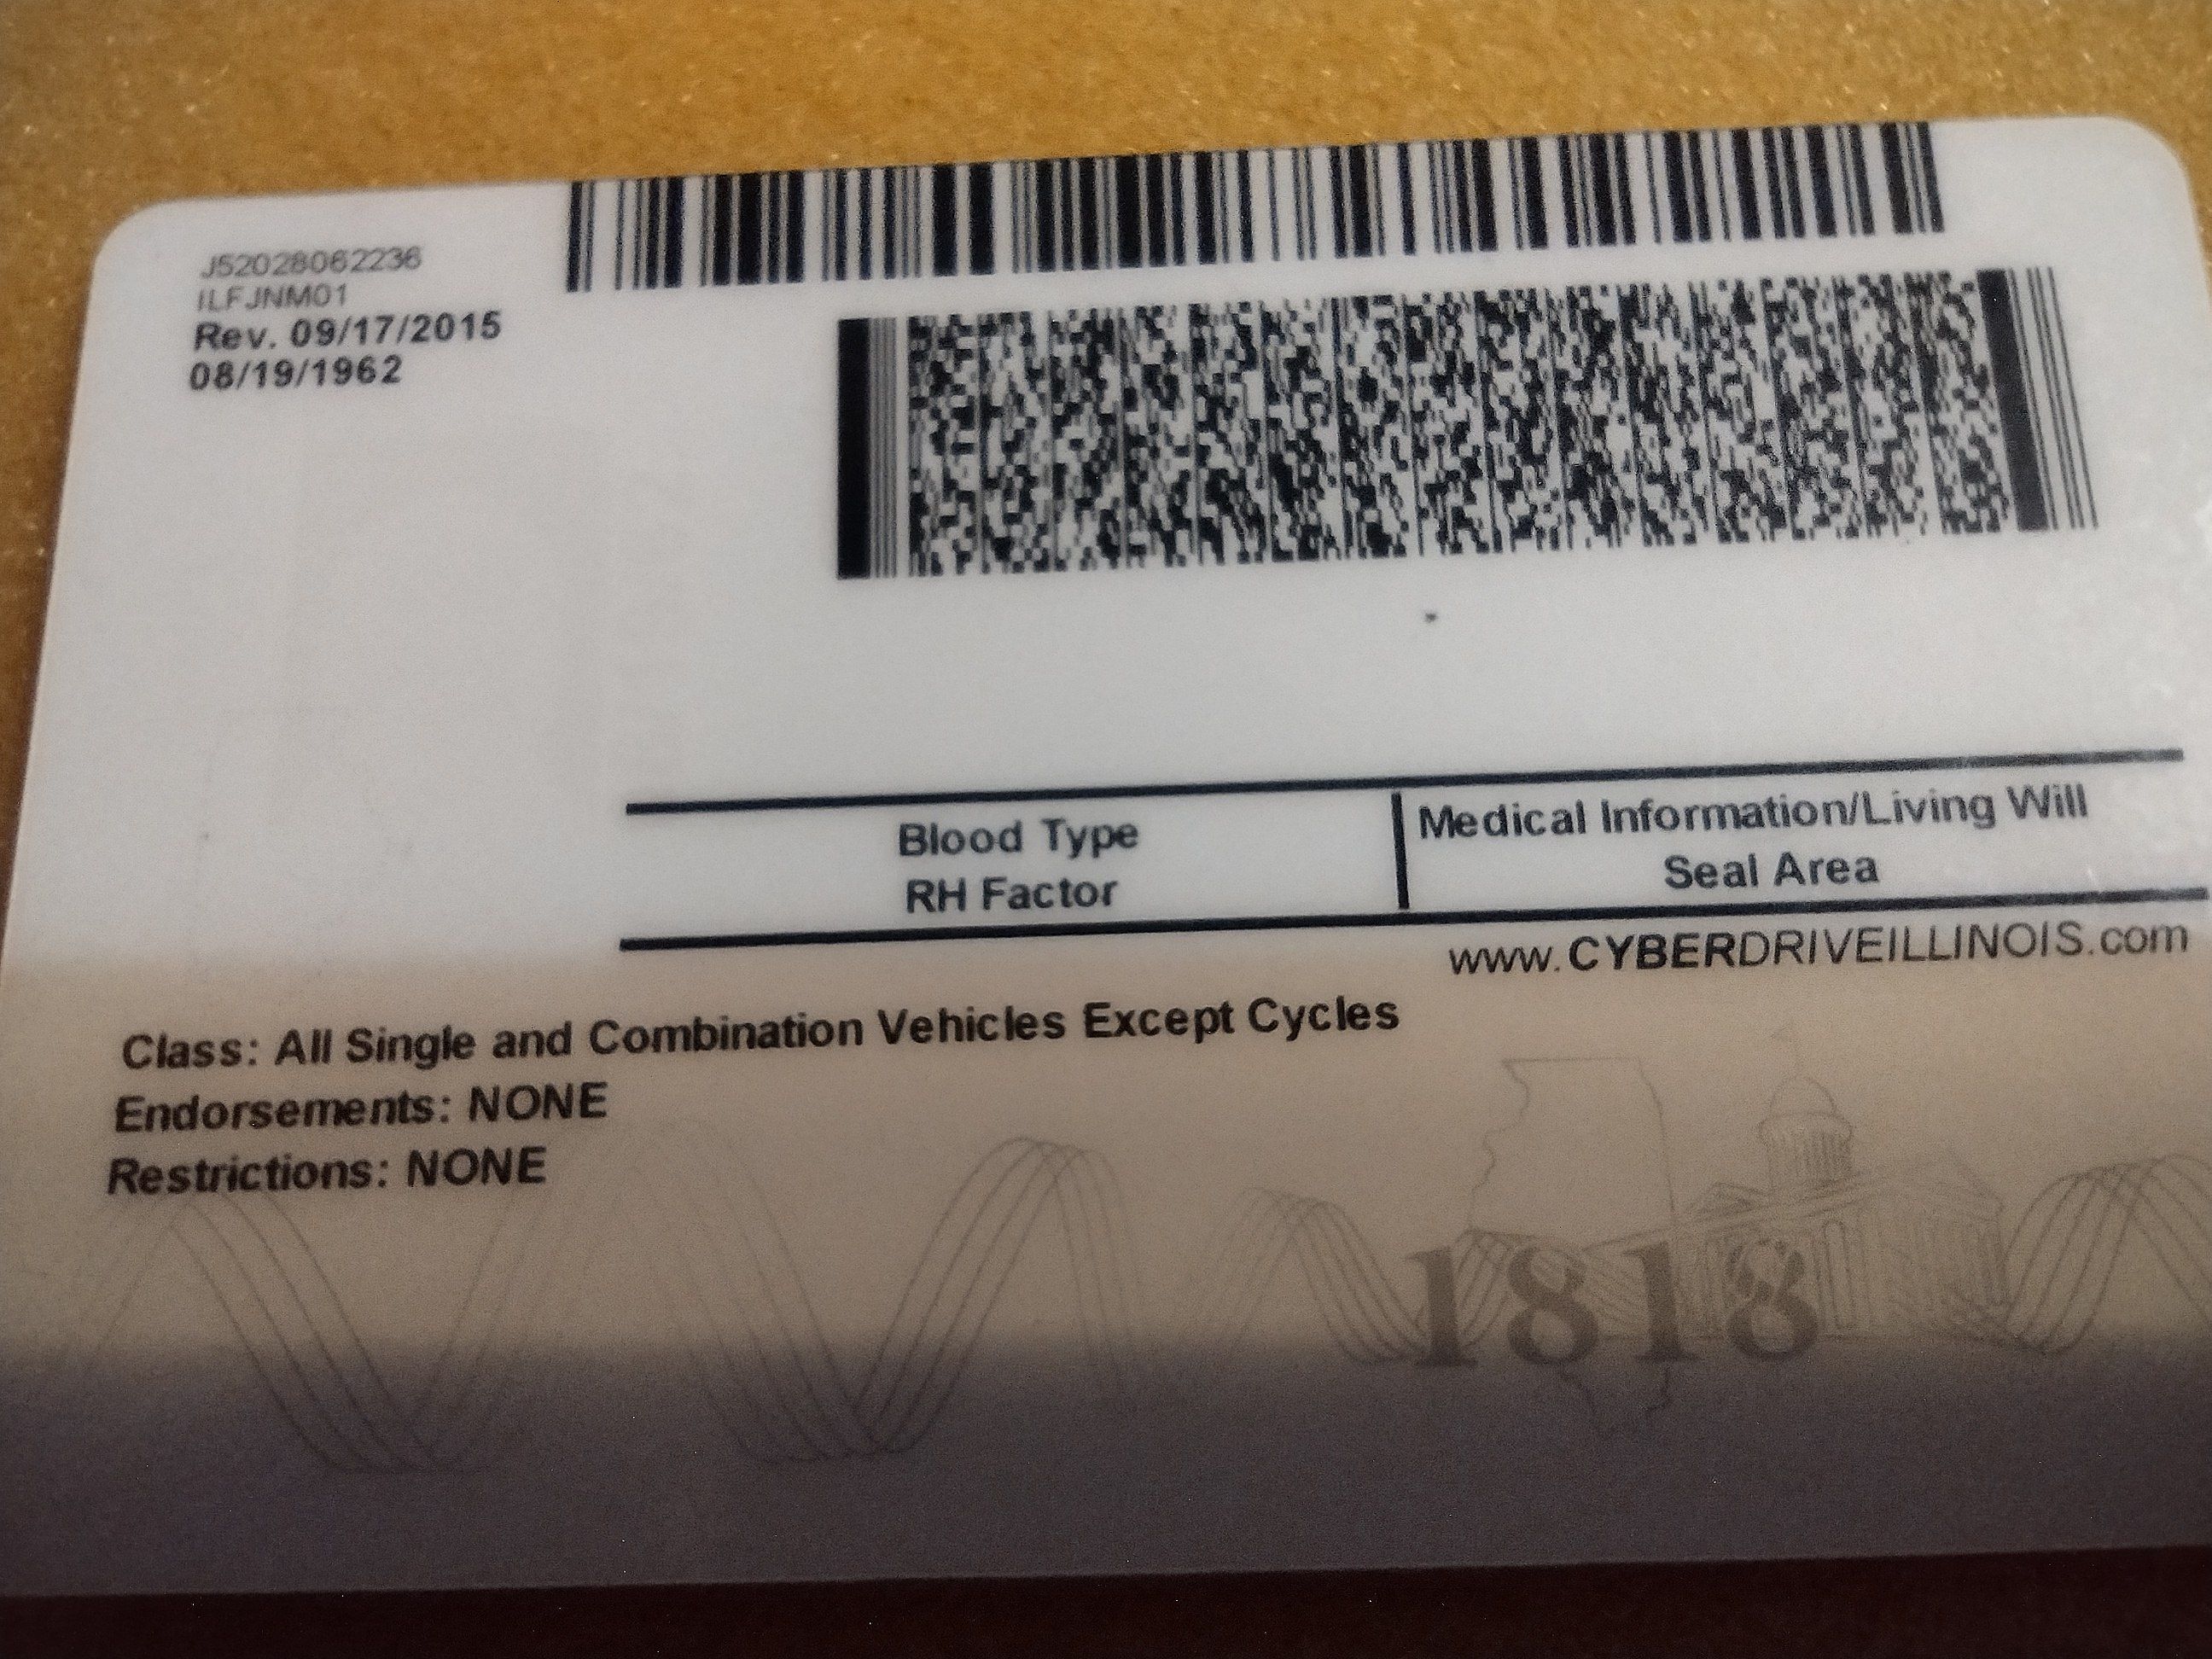 J52028062236
ILFJNM01
Rev. 09/17/2015
08/19/1962
Blood Type
RH Factor
Medical Information/Living Will
Seal Area
www.CYBERDRIVEILLINOIS.com
Class: All Single and Combination Vehicles Except Cycles
Endorsements: NONE
Restrictions: NONE
1818